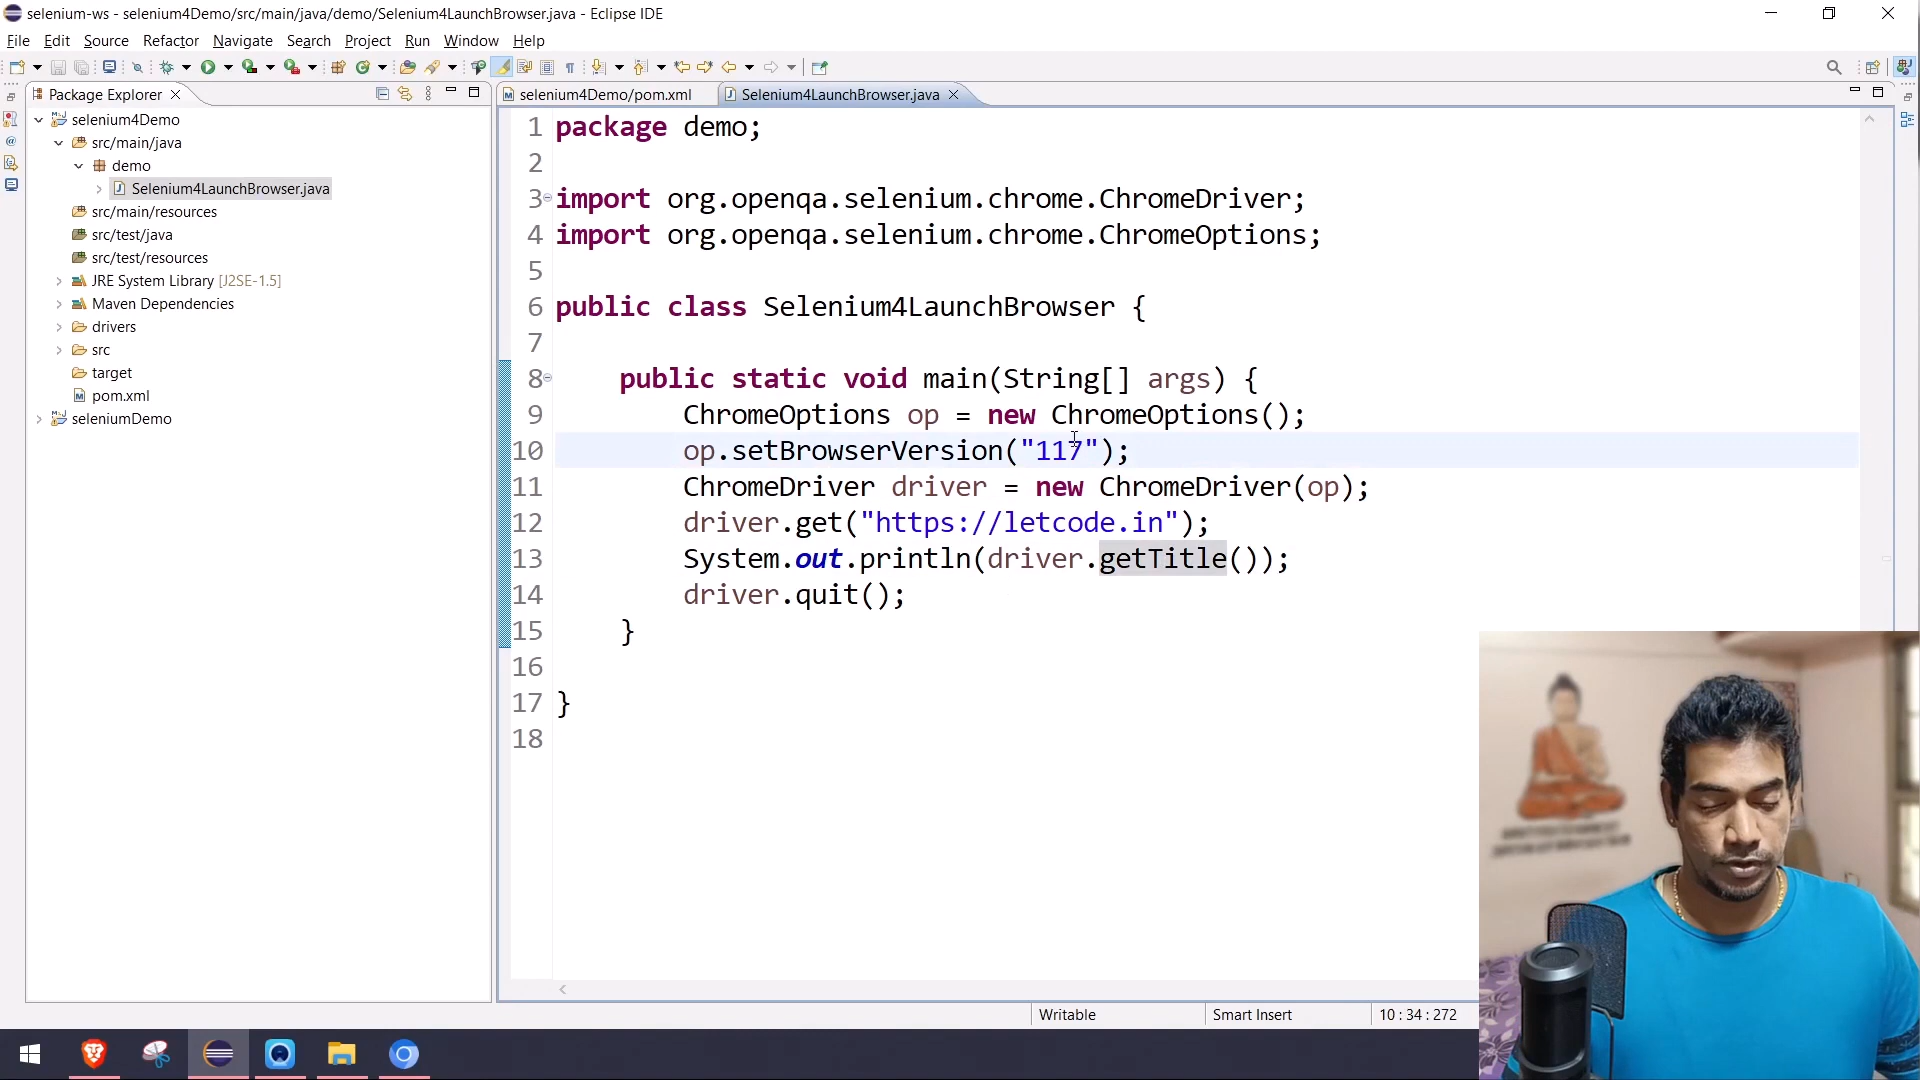 selenium-ws - selenium4Demo/src/main/java/demo/Selenium4LaunchBrowser.java - Eclipse IDE
File Edit Source Refactor Navigate Search Project Run Window Help
Package Explorer
selenium4Demo/pom.xml
Selenium4LaunchBrowser.java
selenium4Demo
src/main/java
demo
Selenium4LaunchBrowser.java
src/main/resources
src/test/java
src/test/resources
JRE System Library [J2SE-1.5]
Maven Dependencies
drivers
src
target
pom.xml
seleniumDemo
1 package demo;
2
3 import org.openqa.selenium.chrome.ChromeDriver;
4 import org.openqa.selenium.chrome.ChromeOptions;
5
6 public class Selenium4LaunchBrowser {
7
8 public static void main(String[] args) {
9 ChromeOptions op = new ChromeOptions();
10 op.setBrowserVersion("117");
11 ChromeDriver driver = new ChromeDriver(op);
12 driver.get("https://letcode.in");
13 System.out.println(driver.getTitle());
14 driver.quit();
15 }
16
17 }
18
Writable
Smart Insert
10 : 34 : 272